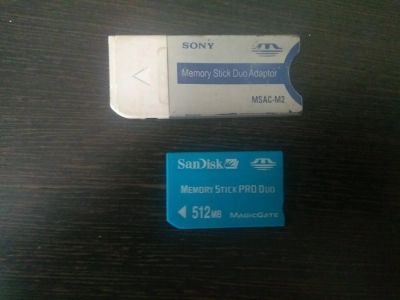 SONY
Memory Stick Duo Adaptor
MSAC-M2
SanDisk
MEMORY STICK PRO DUO
512MB MAGICGATE